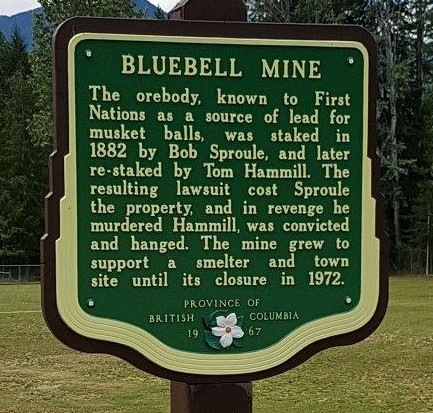 BLUEBELL MINE
The orebody, known to First
Nations as a source of lead for
musket balls, was staked in
1882 by Bob Sproule, and later
re-staked by Tom Hammill. The
resulting lawsuit cost Sproule
the property, and in revenge he
murdered Hammill, was convicted
and hanged. The mine grew to
support a smelter and town
site until its closure in 1972.
PROVINCE OF
BRITISH COLUMBIA
19 67